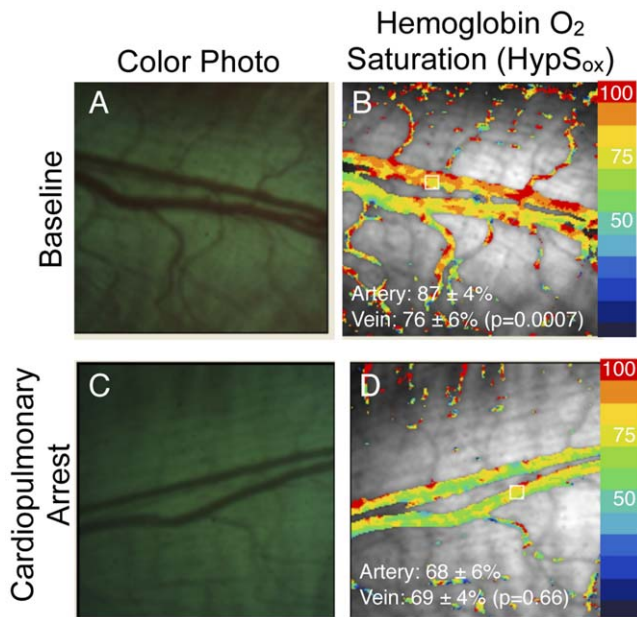 Color Photo
Hemoglobin O₂
Saturation (HypSox)
Baseline
A
B
100
75
50
Artery: 87 ± 4%
Vein: 76 ± 6% (p=0.0007)
Cardiopulmonary
Arrest
C
D
100
75
50
Artery: 68 ± 6%
Vein: 69 ± 4% (p=0.66)